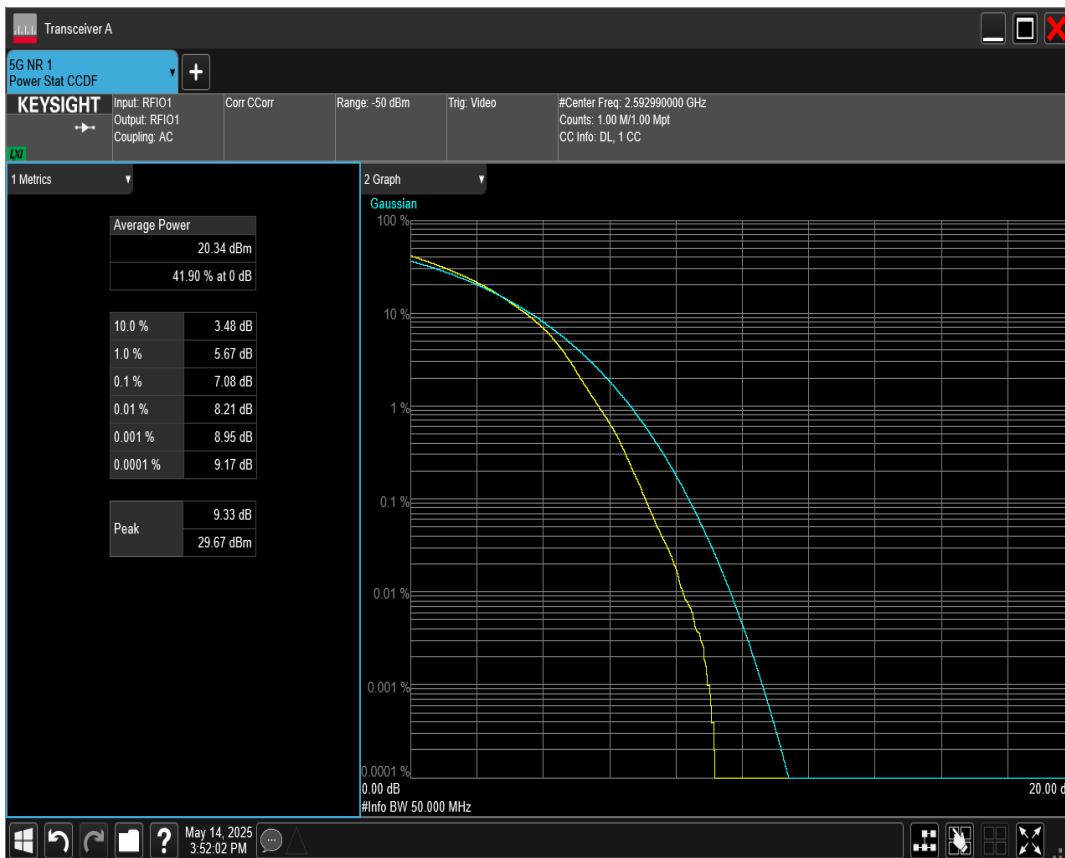 Transceiver A
5G NR 1
Power Stat CCDF
KEYSIGHT
LXI
Input: RFIO1
Output: RFIO1
Coupling: AC
Corr CCorr
Range: -50 dBm
Trig: Video
#Center Freq: 2.592990000 GHz
Counts: 1.00 M/1.00 Mpt
CC Info: DL, 1 CC
1 Metrics
Average Power
20.34 dBm
41.90 % at 0 dB
10.0 % 3.48 dB
1.0 % 5.67 dB
0.1 % 7.08 dB
0.01 % 8.21 dB
0.001 % 8.95 dB
0.0001 % 9.17 dB
Peak 9.33 dB
29.67 dBm
2 Graph
Gaussian
100 %
10 %
1 %
0.1 %
0.01 %
0.001 %
0.0001 %
0.00 dB 20.00 d
#Info BW 50.000 MHz
May 14, 2025
3:52:02 PM